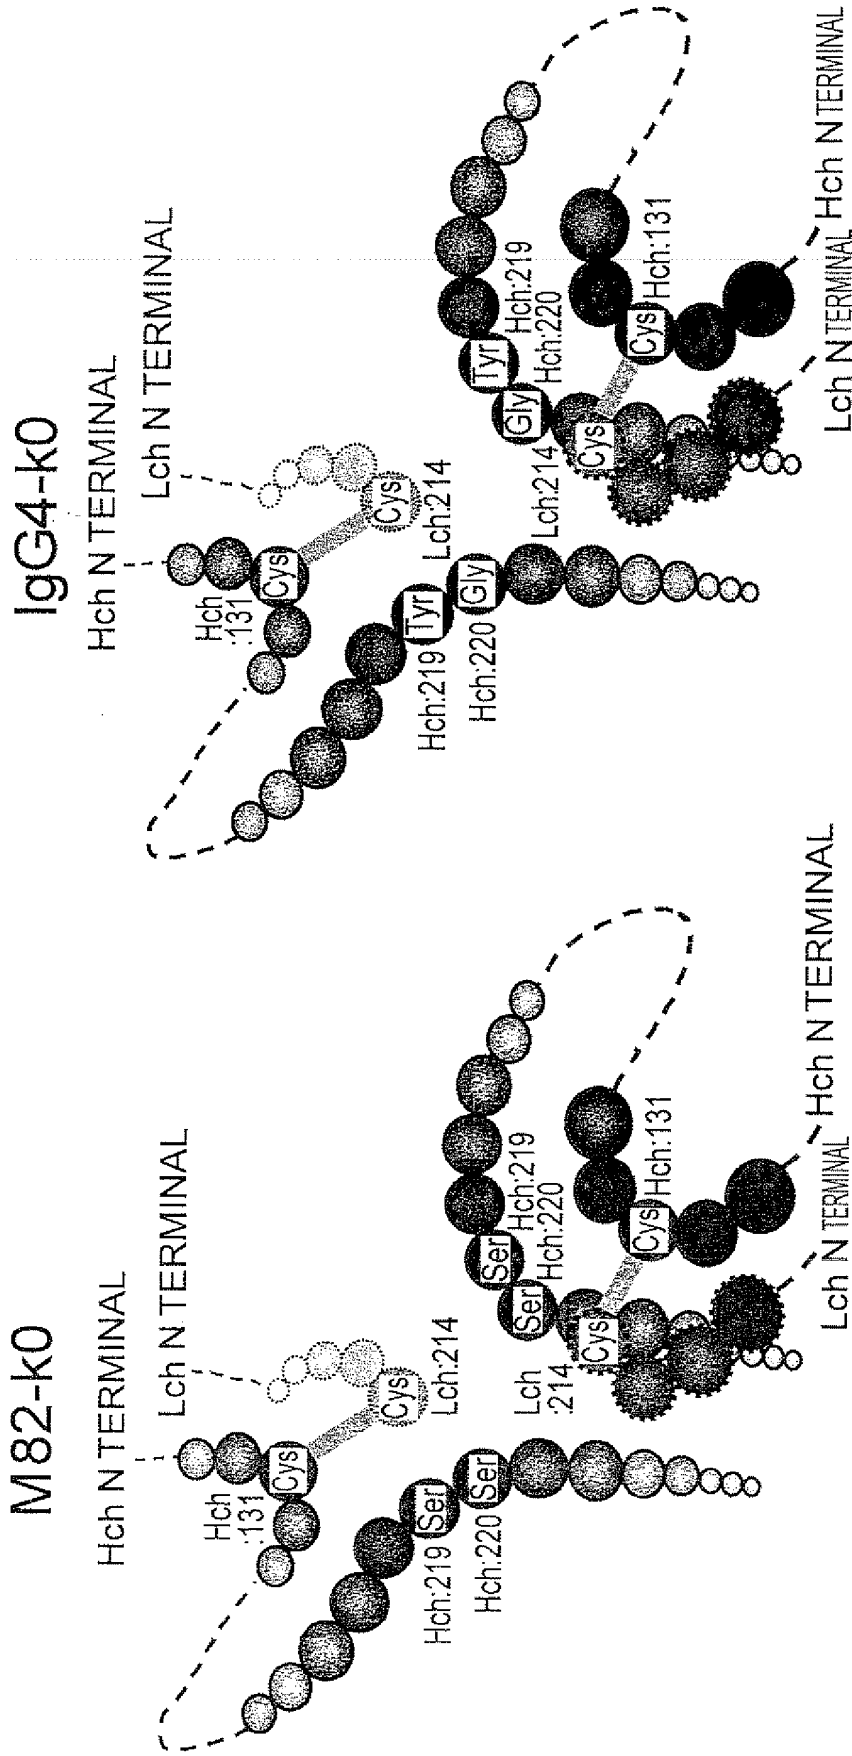 M82-k0
Hch N TERMINAL
Lch N TERMINAL
Hch
:131
Cys
Cys
Lch:214
Hch:219
Ser
Hch:220
Ser
Lch
:214
Ser
Hch:219
Ser
Hch:220
Cys
Cys
Hch:131
Lch N TERMINAL
Hch N TERMINAL
IgG4-k0
Hch N TERMINAL
Lch N TERMINAL
Hch
:131
Cys
Cys
Lch:214
Hch:219
Tyr
Hch:220
Gly
Lch:214
Tyr
Hch:219
Gly
Hch:220
Cys
Cys
Hch:131
Lch N TERMINAL
Hch N TERMINAL